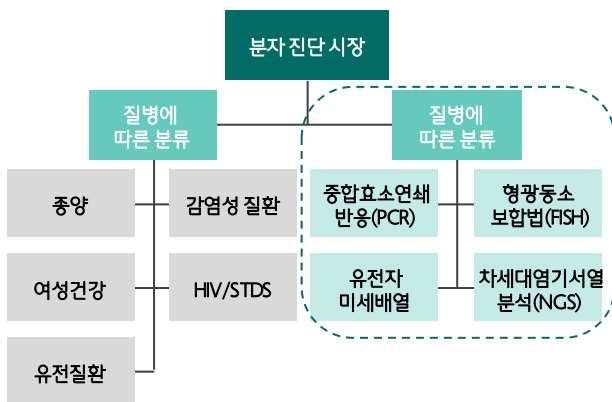 분자 진단 시장
질병에
따른 분류
질병에
따른 분류
종양
감염성 질환
여성건강
HIV/STDS
유전질환
중합효소연쇄
반응(PCR)
형광동소
보합법(FISH)
유전자
미세배열
차세대염기서열
분석(NGS)